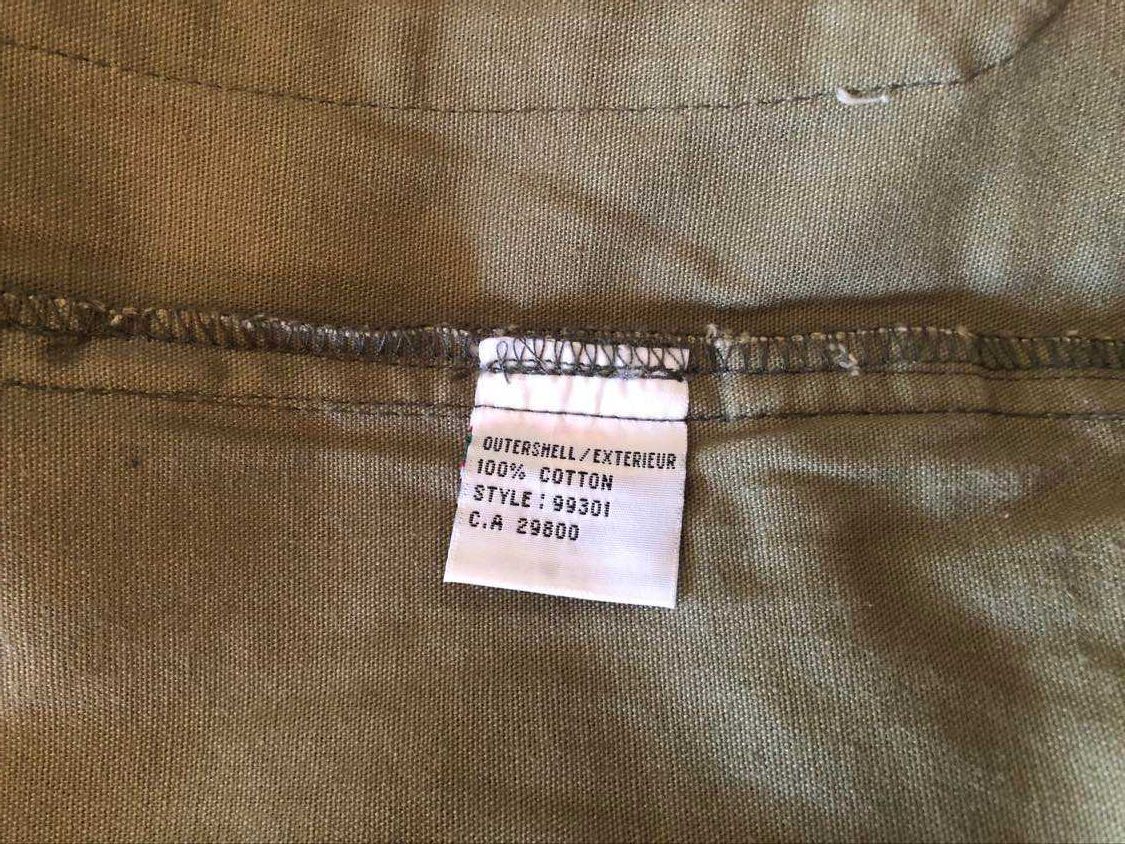 OUTERSHELL/EXTERIEUR
100% COTTON
STYLE: 99301
C.A 29800